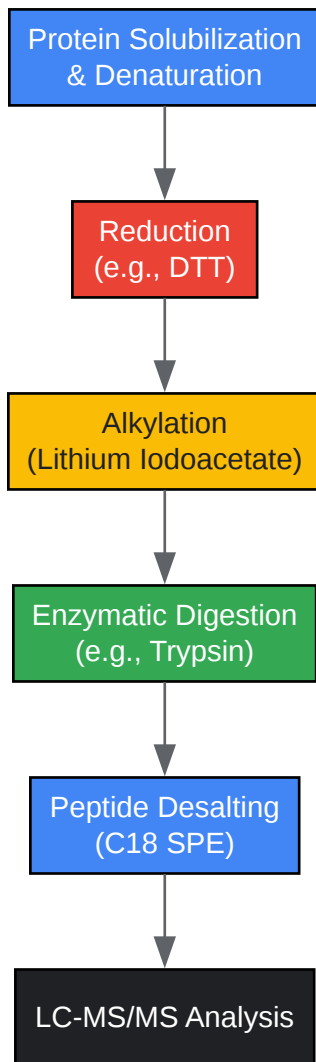 Protein Solubilization
& Denaturation
Reduction
(e.g., DTT)
Alkylation
(Lithium Iodoacetate)
Enzymatic Digestion
(e.g., Trypsin)
Peptide Desalting
(C18 SPE)
LC-MS/MS Analysis